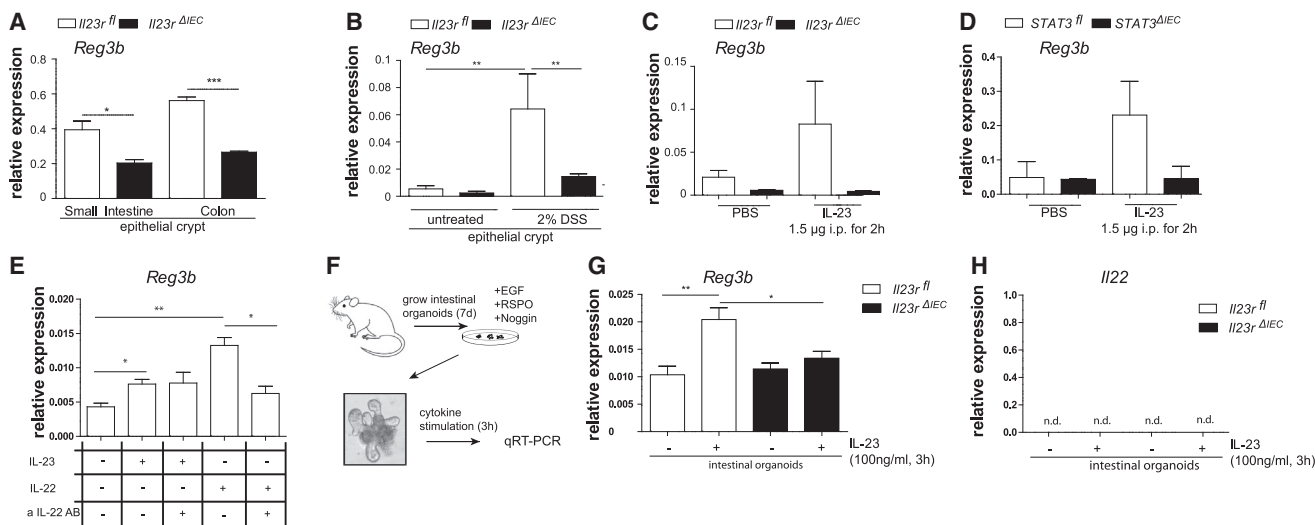 A
Il23r fl Il23r ΔIEC
Reg3b
relative expression
0.8
0.6
0.4
0.2
0
*
***
Small Intestine Colon
epithelial crypt
B
Il23r fl Il23r ΔIEC
Reg3b
relative expression
0.1
0.08
0.06
0.04
0.02
0
**
**
untreated 2% DSS
epithelial crypt
C
Il23r fl Il23r ΔIEC
Reg3b
relative expression
0.15
0.1
0.05
0
PBS IL-23
1.5 µg i.p. for 2h
D
STAT3 fl STAT3 ΔIEC
Reg3b
relative expression
0.4
0.3
0.2
0.1
0.0
PBS IL-23
1.5 µg i.p. for 2h
E
Reg3b
relative expression
0.020
0.015
0.010
0.005
0.000
*
**
*
IL-23 - + + - -
IL-22 - - - + +
a IL-22 AB - - + - +
F
grow intestinal
organoids (7d)
+EGF
+RSPO
+Noggin
cytokine
stimulation (3h)
qRT-PCR
G
Reg3b
Il23r fl
Il23r ΔIEC
relative expression
0.025
0.020
0.015
0.010
0.005
0
**
*
- + - + IL-23
(100ng/ml, 3h)
intestinal organoids
H
Il22
Il23r fl
Il23r ΔIEC
relative expression
1.0
0.8
0.6
0.4
0.2
0.0
n.d. n.d. n.d. n.d.
- + - + IL-23
(100ng/ml, 3h)
intestinal organoids